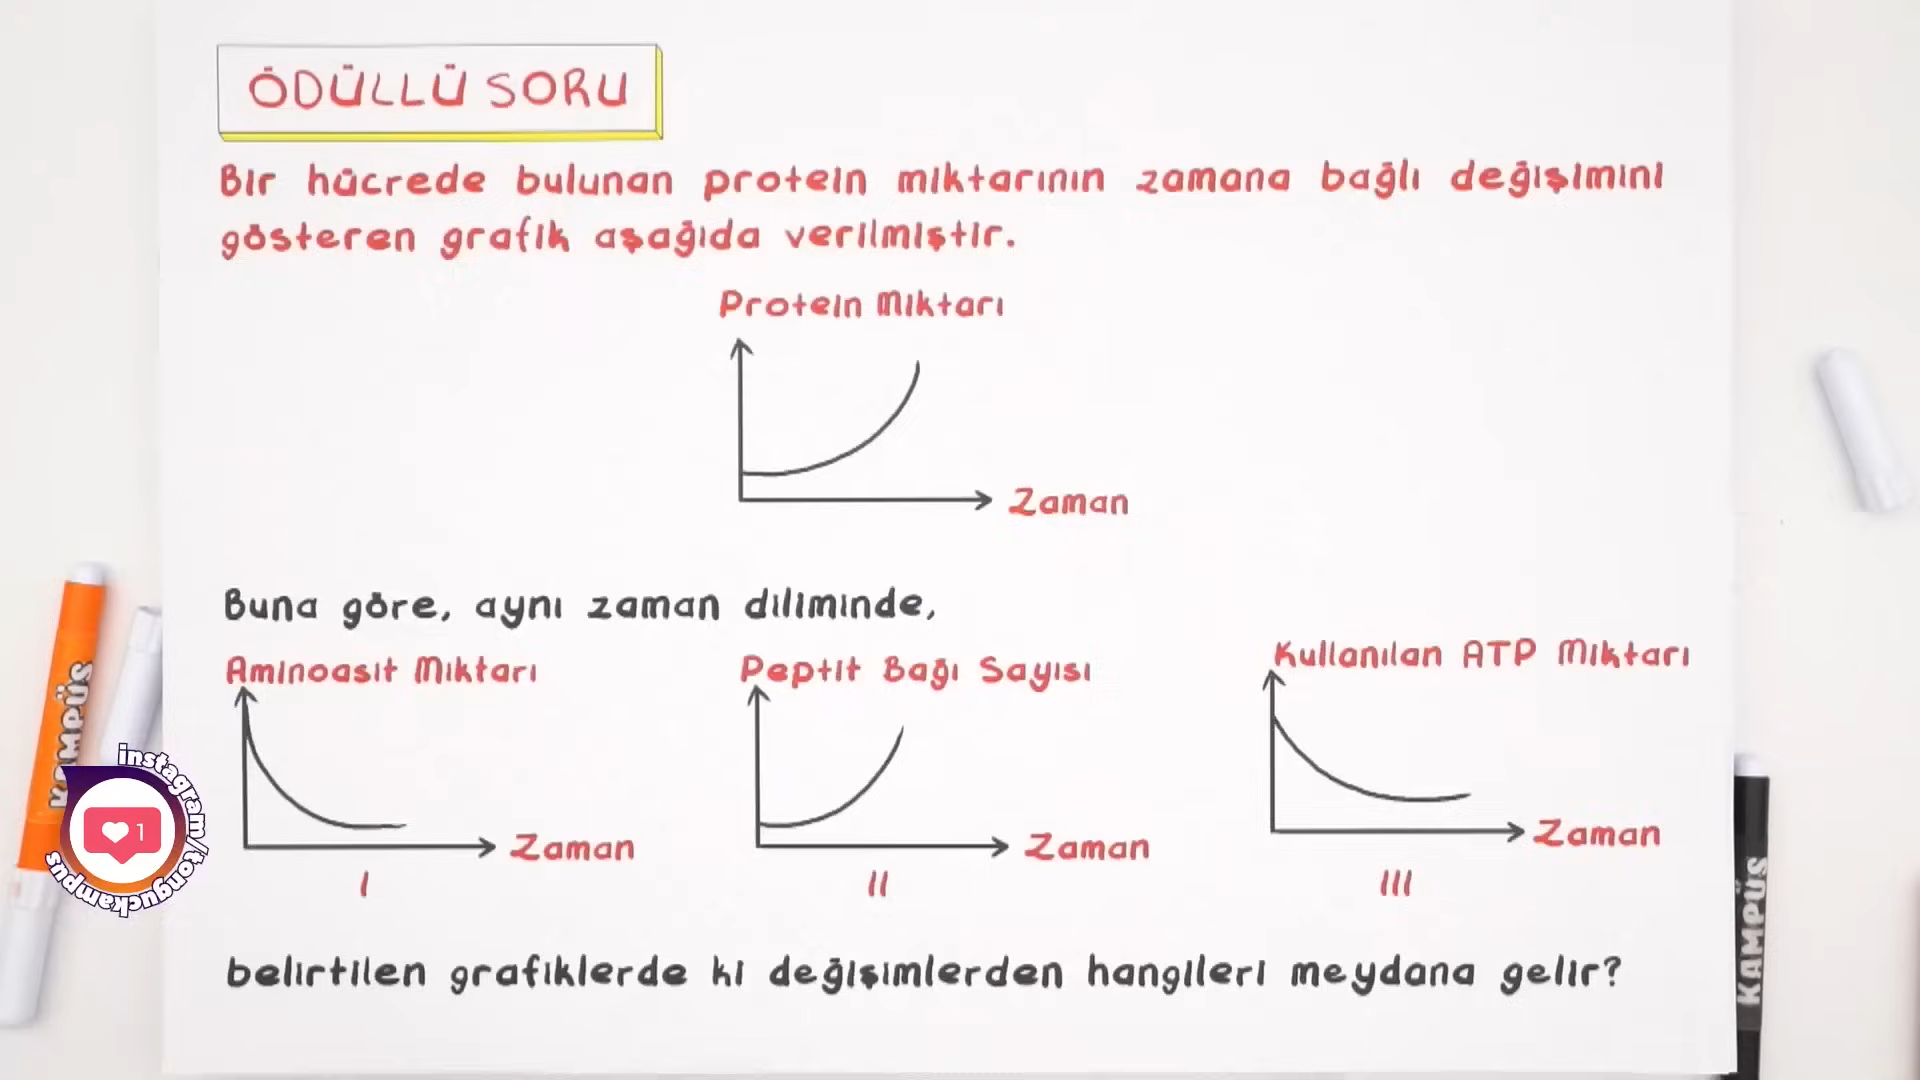 ÖDÜLLÜ SORU
Bir hücrede bulunan protein miktarının zamana bağlı değişimini
gösteren grafik aşağıda verilmiştir.
Protein Miktarı
Zaman
Buna göre, aynı zaman diliminde,
Aminoasit Miktarı
Peptit Bağı Sayısı
Kullanılan ATP Miktarı
Zaman
Zaman
Zaman
I
II
III
belirtilen grafiklerde ki değişimlerden hangileri meydana gelir?
KAMPÜS
instagram/tonguckampus
1
KAMPÜS